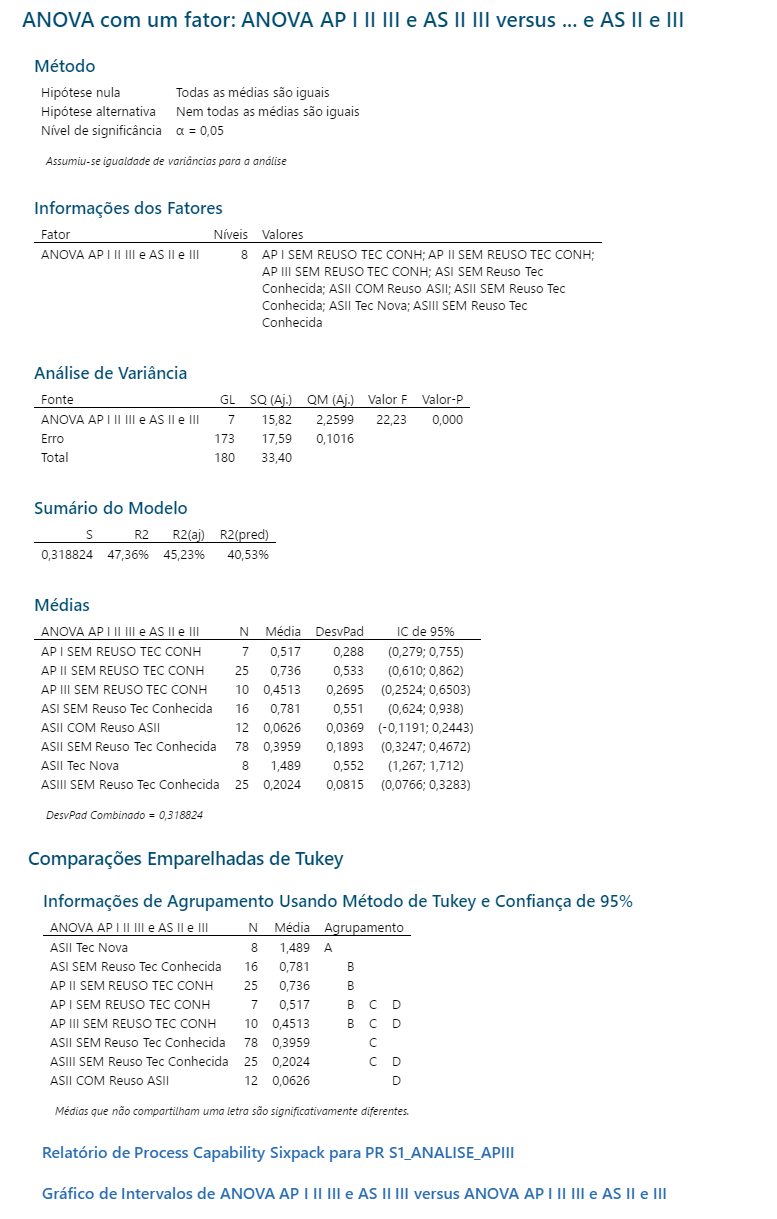 ANOVA com um fator: ANOVA AP I II III e AS II III versus ... e AS II e III
Método
Hipótese nula Todas as médias são iguais
Hipótese alternativa Nem todas as médias são iguais
Nível de significância α = 0,05
Assumiu-se igualdade de variâncias para a análise
Informações dos Fatores
Fator Níveis Valores
ANOVA AP I II III e AS II e III 8 AP I SEM REUSO TEC CONH; AP II SEM REUSO TEC CONH;
AP III SEM REUSO TEC CONH; ASI SEM Reuso Tec
Conhecida; ASII COM Reuso ASII; ASII SEM Reuso Tec
Conhecida; ASII Tec Nova; ASIII SEM Reuso Tec
Conhecida
Análise de Variância
Fonte GL SQ (Aj.) QM (Aj.) Valor F Valor-P
ANOVA AP I II III e AS II e III 7 15,82 2,2599 22,23 0,000
Erro 173 17,59 0,1016
Total 180 33,40
Sumário do Modelo
S R2 R2(aj) R2(pred)
0,318824 47,36% 45,23% 40,53%
Médias
ANOVA AP I II III e AS II e III N Média DesvPad IC de 95%
AP I SEM REUSO TEC CONH 7 0,517 0,288 (0,279; 0,755)
AP II SEM REUSO TEC CONH 25 0,736 0,533 (0,610; 0,862)
AP III SEM REUSO TEC CONH 10 0,4513 0,2695 (0,2524; 0,6503)
ASI SEM Reuso Tec Conhecida 16 0,781 0,551 (0,624; 0,938)
ASII COM Reuso ASII 12 0,0626 0,0369 (-0,1191; 0,2443)
ASII SEM Reuso Tec Conhecida 78 0,3959 0,1893 (0,3247; 0,4672)
ASII Tec Nova 8 1,489 0,552 (1,267; 1,712)
ASIII SEM Reuso Tec Conhecida 25 0,2024 0,0815 (0,0766; 0,3283)
DesvPad Combinado = 0,318824
Comparações Emparelhadas de Tukey
Informações de Agrupamento Usando Método de Tukey e Confiança de 95%
ANOVA AP I II III e AS II e III N Média Agrupamento
ASII Tec Nova 8 1,489 A
ASI SEM Reuso Tec Conhecida 16 0,781 B
AP II SEM REUSO TEC CONH 25 0,736 B
AP I SEM REUSO TEC CONH 7 0,517 B C D
AP III SEM REUSO TEC CONH 10 0,4513 B C D
ASII SEM Reuso Tec Conhecida 78 0,3959 C
ASIII SEM Reuso Tec Conhecida 25 0,2024 C D
ASII COM Reuso ASII 12 0,0626 D
Médias que não compartilham uma letra são significativamente diferentes.
Relatório de Process Capability Sixpack para PR S1_ANALISE_APIII
Gráfico de Intervalos de ANOVA AP I II III e AS II III versus ANOVA AP I II III e AS II e III